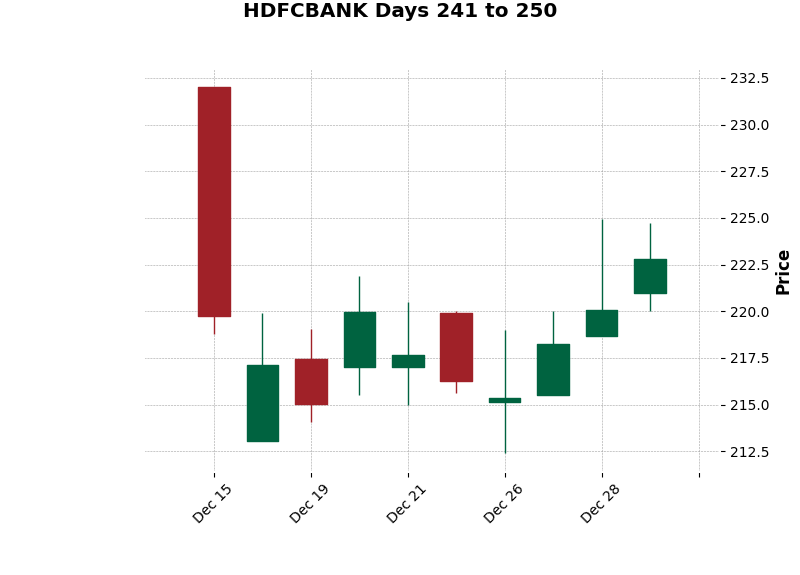 HDFCBANK Days 241 to 250
232.5
230.0
227.5
225.0
222.5
220.0
217.5
215.0
212.5
Price
Dec 15
Dec 19
Dec 21
Dec 26
Dec 28